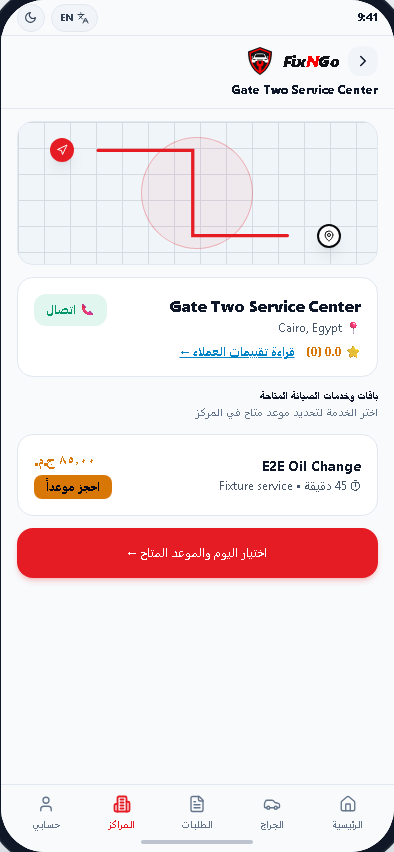 9:41
EN
FixNGo
Gate Two Service Center
Gate Two Service Center
اتصال
Cairo, Egypt
0.0 (0) قراءة تقييمات العملاء ←
باقات وخدمات الصيانة المتاحة
اختر الخدمة لتحديد موعد متاح في المركز
E2E Oil Change
٨٥٫٠٠ ج.م.
45 دقيقة • Fixture service
احجز موعداً
اختيار اليوم والموعد المتاح ←
الرئيسية
الجراج
الطلبات
المراكز
حسابي